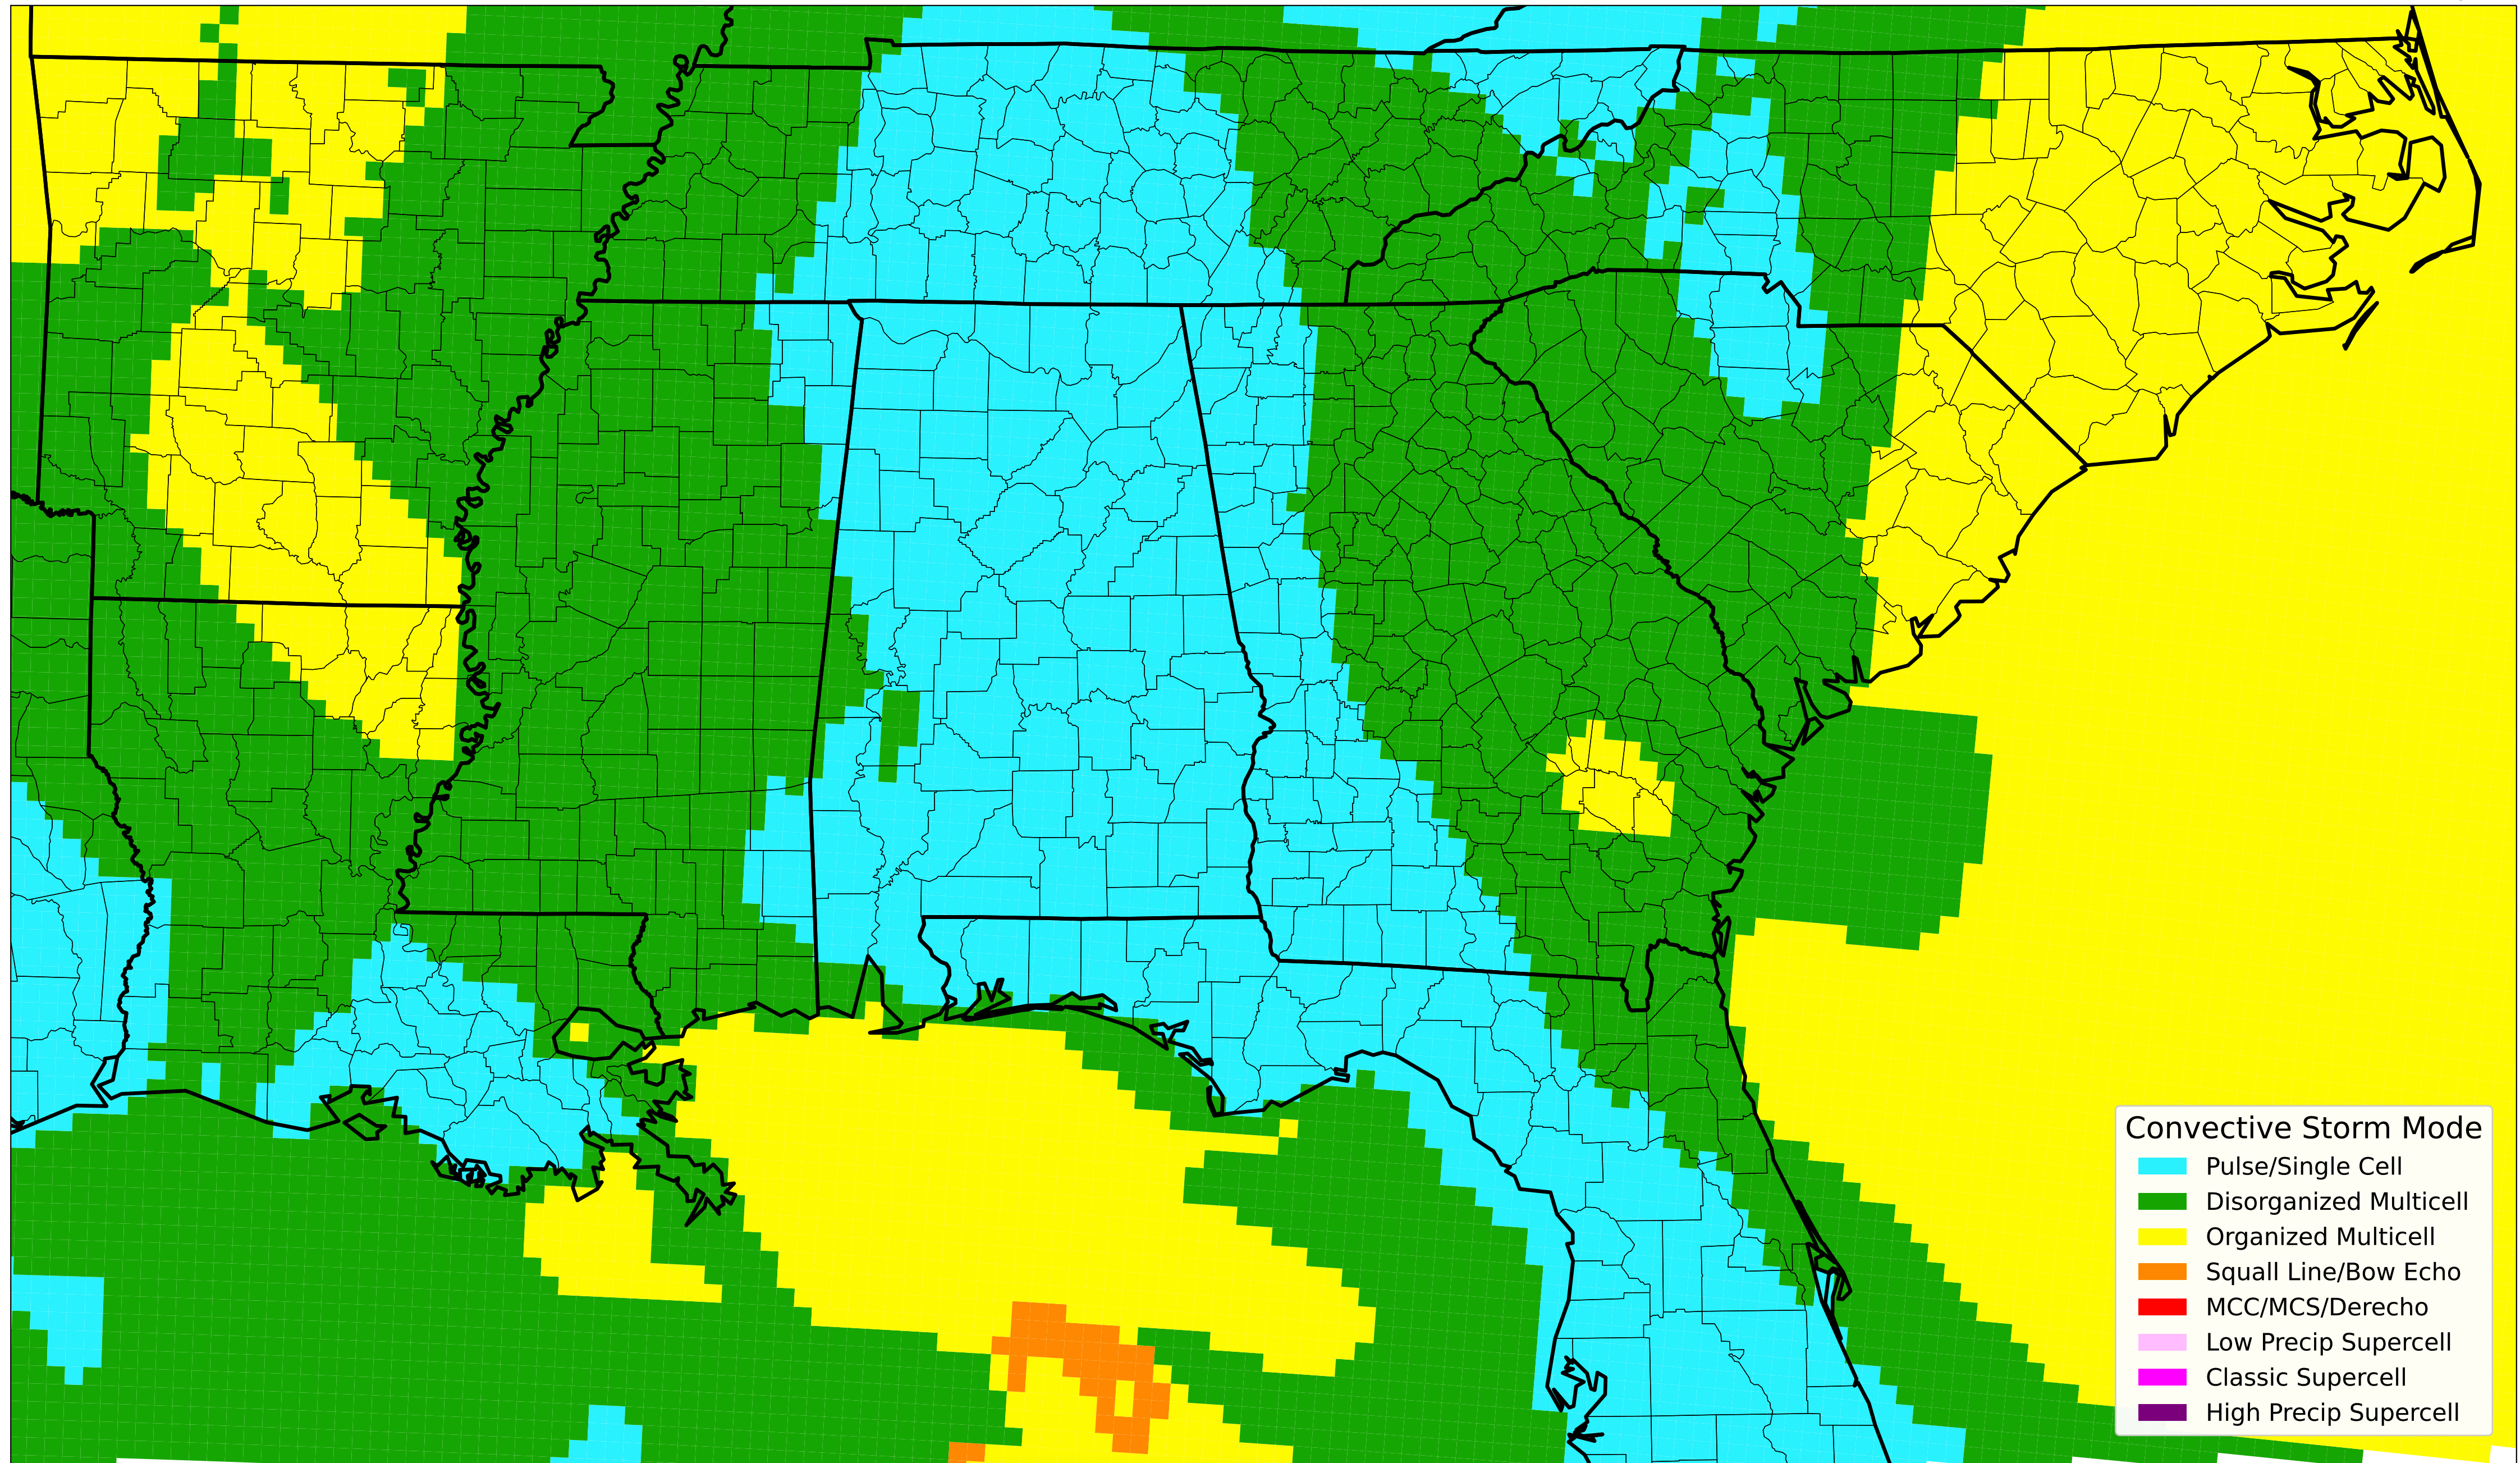 Convective Storm Mode
Pulse/Single Cell
Disorganized Multicell
Organized Multicell
Squall Line/Bow Echo
MCC/MCS/Derecho
Low Precip Supercell
Classic Supercell
High Precip Supercell